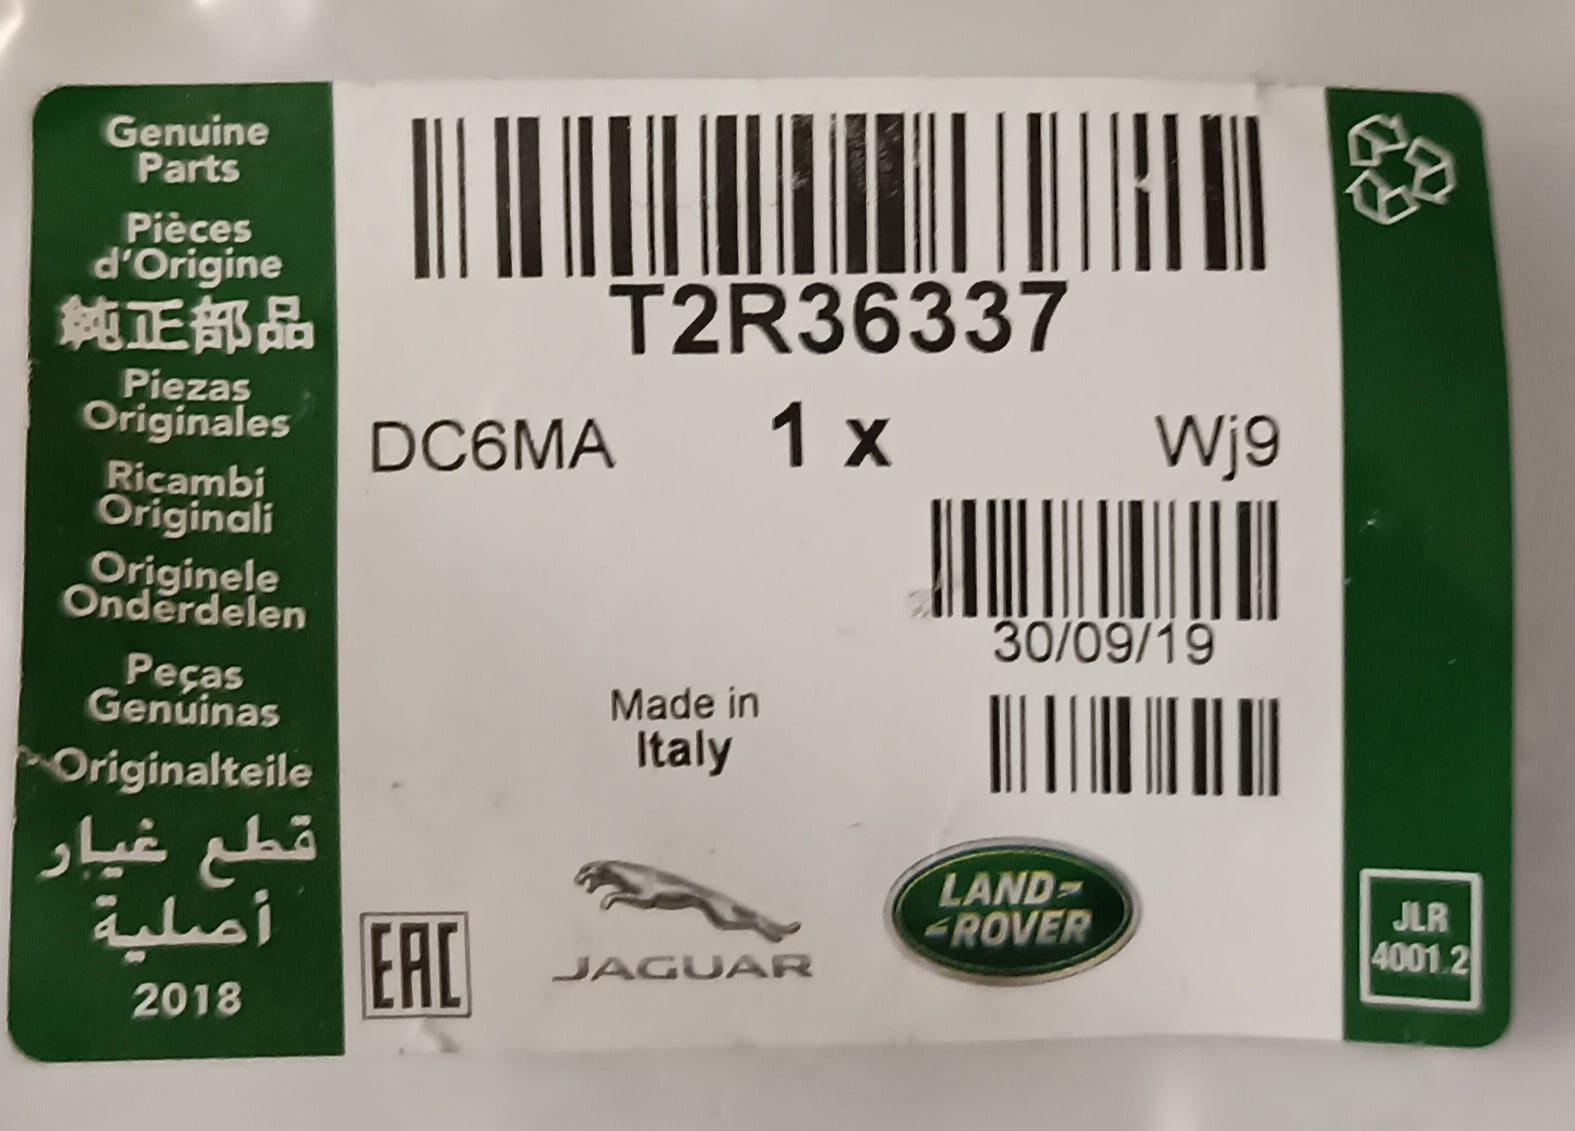 Genuine
Parts
Pièces
d'Origine
純正部品
Piezas
Originales
Ricambi
Originali
Originele
Onderdelen
Peças
Genuinas
Originalteile
قطع غيار
أصلية
2018
T2R36337
DC6MA 1 x Wj9
30/09/19
Made in
Italy
EAC
JAGUAR
LAND-
-ROVER
JLR
4001.2